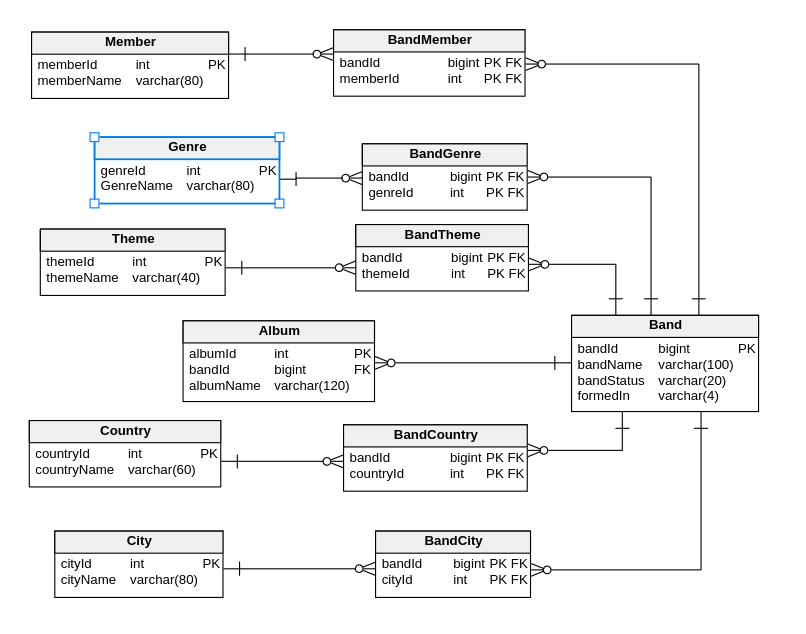 Member
memberId int PK
memberName varchar(80)
BandMember
bandId bigint PK FK
memberId int PK FK
Genre
genreId int PK
GenreName varchar(80)
BandGenre
bandId bigint PK FK
genreId int PK FK
Theme
themeId int PK
themeName varchar(40)
BandTheme
bandId bigint PK FK
themeId int PK FK
Album
albumId int PK
bandId bigint FK
albumName varchar(120)
Band
bandId bigint PK
bandName varchar(100)
bandStatus varchar(20)
formedIn varchar(4)
Country
countryId int PK
countryName varchar(60)
BandCountry
bandId bigint PK FK
countryId int PK FK
City
cityId int PK
cityName varchar(80)
BandCity
bandId bigint PK FK
cityId int PK FK